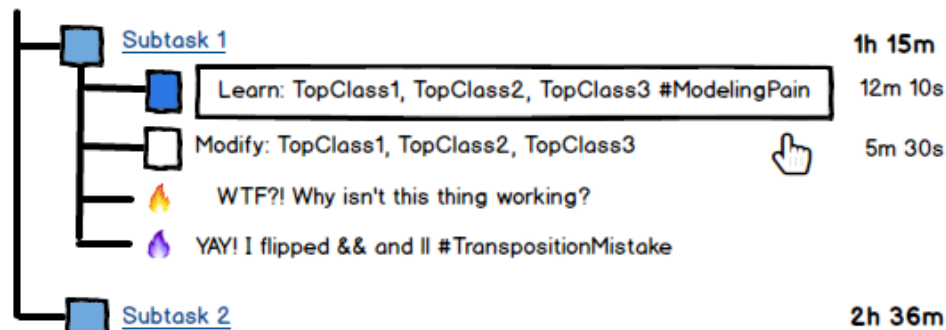 Subtask 1 1h 15m
Learn: TopClass1, TopClass2, TopClass3 #ModelingPain 12m 10s
Modify: TopClass1, TopClass2, TopClass3 5m 30s
WTF?! Why isn't this thing working?
YAY! I flipped && and || #TranspositionMistake
Subtask 2 2h 36m